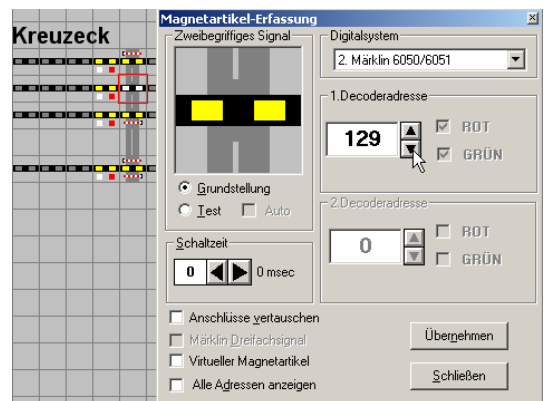 Kreuzeck
Magnetartikel-Erfassung
Zweibegriffiges Signal
Grundstellung
Test
Auto
Schaltzeit
0
0 msec
Anschlüsse vertauschen
Märklin Dreifachsignal
Virtueller Magnetartikel
Alle Adressen anzeigen
Digitalsystem
2. Märklin 6050/6051
1.Decoderadresse
129
ROT
GRÜN
2.Decoderadresse
0
ROT
GRÜN
Übernehmen
Schließen